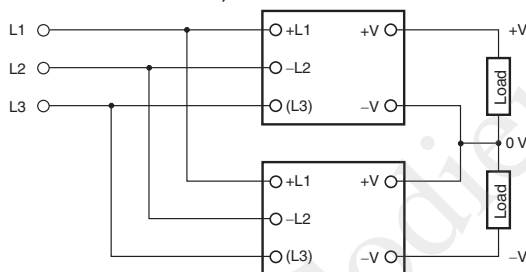 L1 +L1 +V +V
L2 −L2 Load
L3 (L3) −V
0 V
+L1 +V Load
−L2
(L3) −V −V